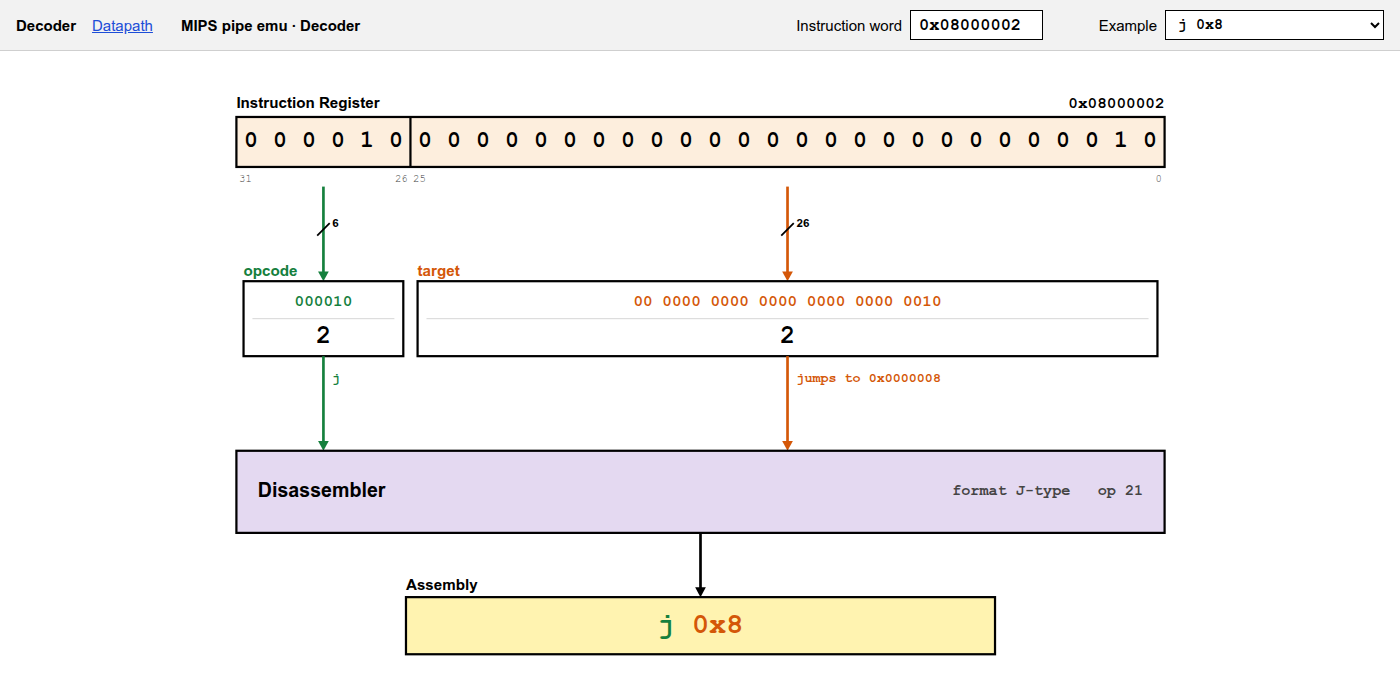 Decoder Datapath MIPS pipe emu · Decoder Instruction word 0x08000002 Example j 0x8
Instruction Register 0x08000002
0 0 0 0 1 0 0 0 0 0 0 0 0 0 0 0 0 0 0 0 0 0 0 0 0 0 0 0 0 0 1 0
31 26 25 0
6 26
opcode target
000010 00 0000 0000 0000 0000 0000 0010
2 2
j jumps to 0x0000008
Disassembler format J-type op 21
Assembly
j 0x8